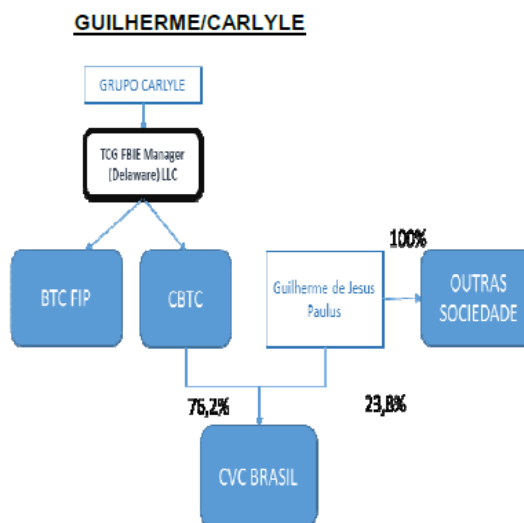 GUILHERME/CARLYLE
GRUPO CARLYLE
TCG FBIE Manager
(Delaware) LLC
100%
BTC FIP
CBTC
Guilherme de Jesus
Paulus
OUTRAS
SOCIEDADE
76,2%
23,8%
CVC BRASIL